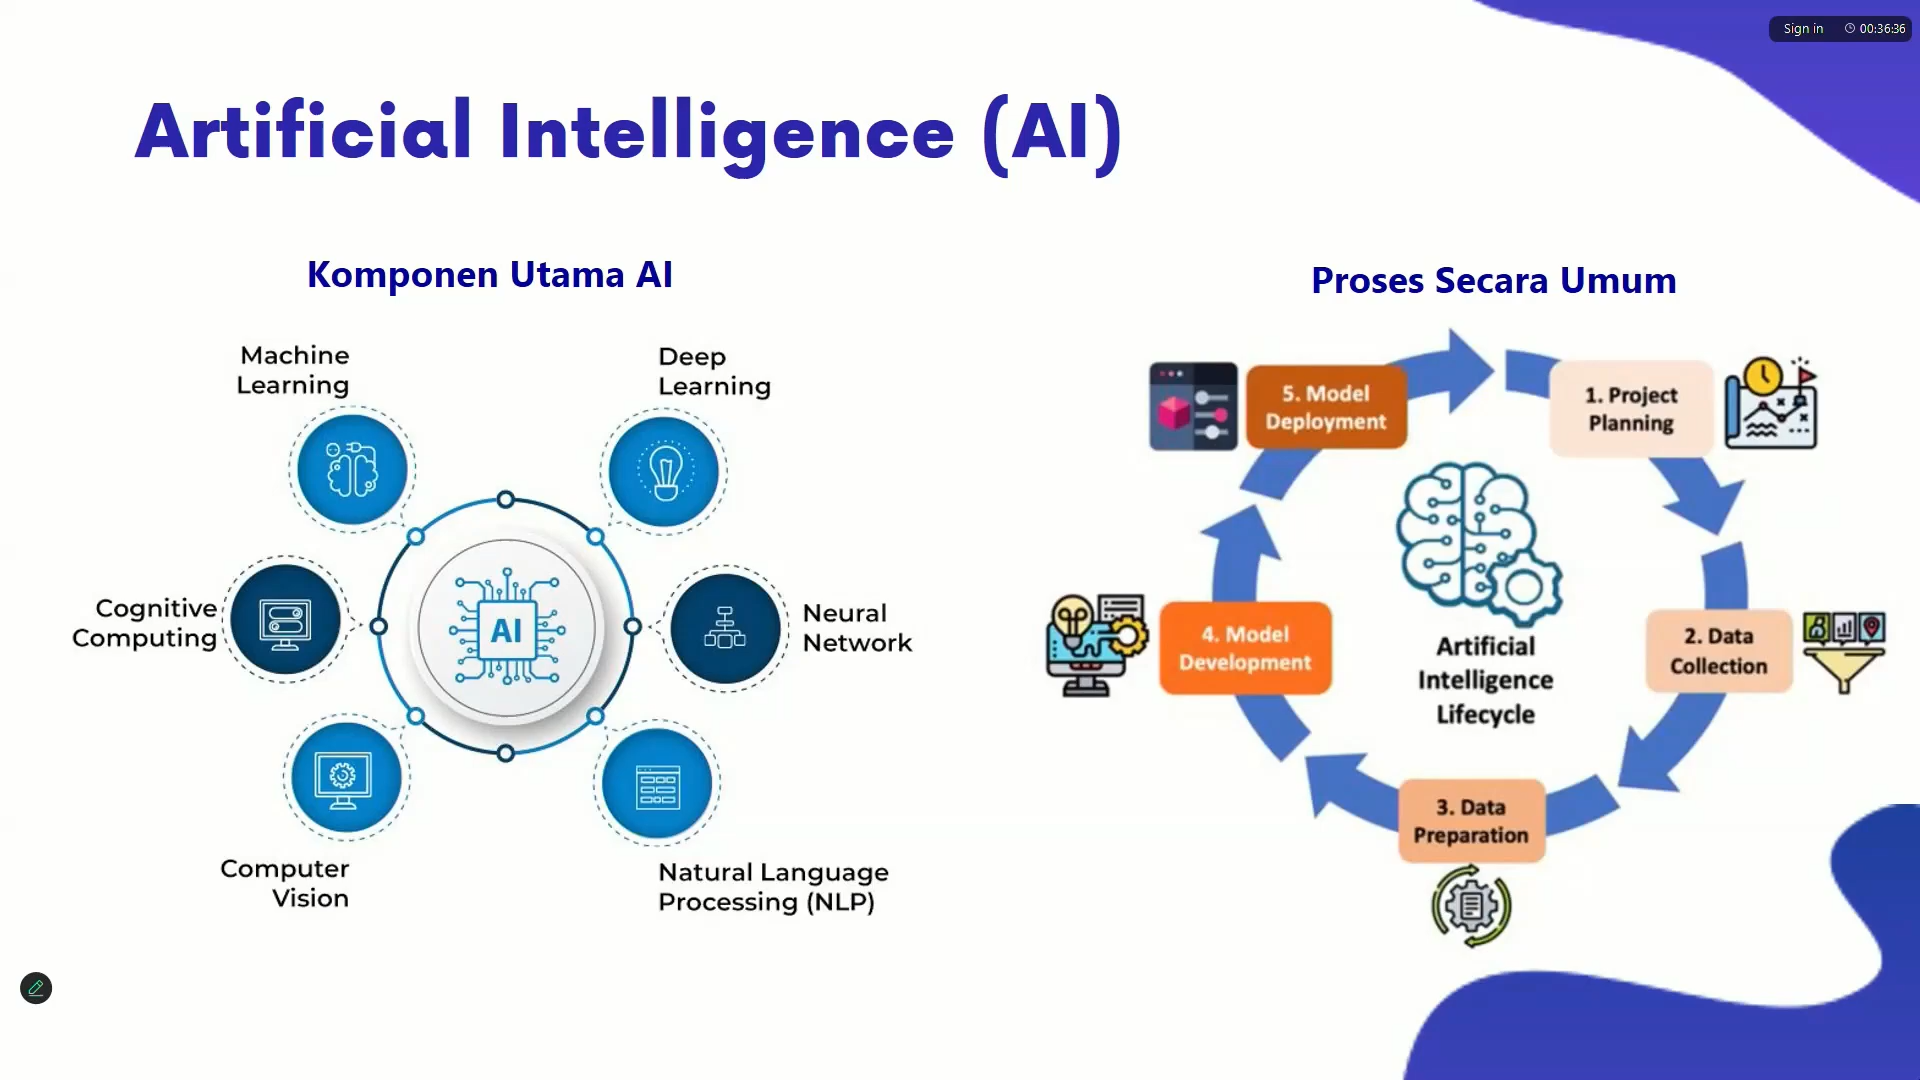 Sign in 00:36:36
Artificial Intelligence (AI)
Komponen Utama AI
Machine
Learning
Deep
Learning
Cognitive
Computing
AI
Neural
Network
Computer
Vision
Natural Language
Processing (NLP)
Proses Secara Umum
5. Model
Deployment
1. Project
Planning
4. Model
Development
Artificial
Intelligence
Lifecycle
2. Data
Collection
3. Data
Preparation